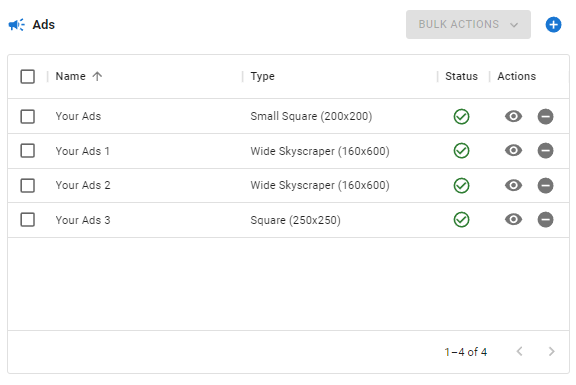 Ads
BULK ACTIONS
Name Type Status Actions
Your Ads Small Square (200x200)
Your Ads 1 Wide Skyscraper (160x600)
Your Ads 2 Wide Skyscraper (160x600)
Your Ads 3 Square (250x250)
1–4 of 4